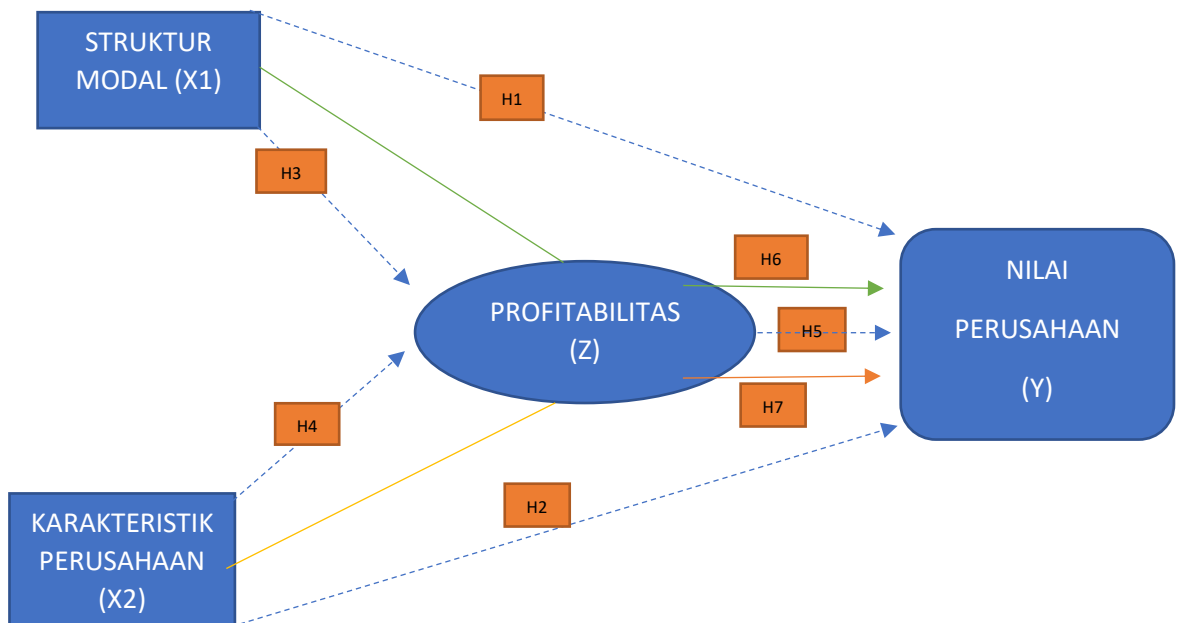 STRUKTUR
MODAL (X1)
H1
H3
H6
NILAI
PERUSAHAAN
(Y)
PROFITABILITAS
(Z)
H5
H7
H4
H2
KARAKTERISTIK
PERUSAHAAN
(X2)